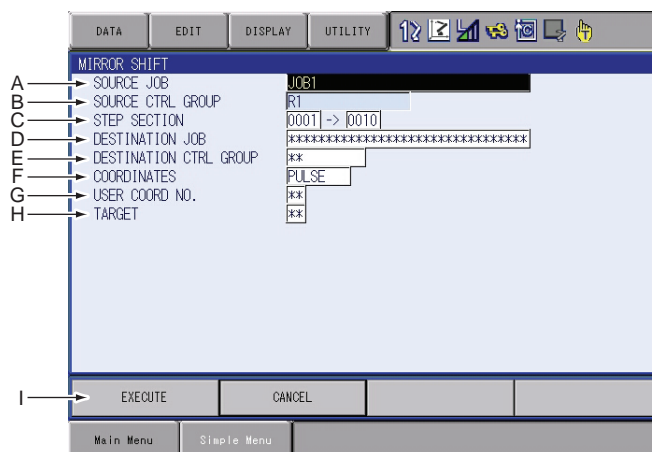 DATA EDIT DISPLAY UTILITY
MIRROR SHIFT
A SOURCE JOB JOB1
B SOURCE CTRL GROUP R1
C STEP SECTION 0001 -> 0010
D DESTINATION JOB ********************************
E DESTINATION CTRL GROUP **
F COORDINATES PULSE
G USER COORD NO. **
H TARGET **
I EXECUTE CANCEL
Main Menu Simple Menu